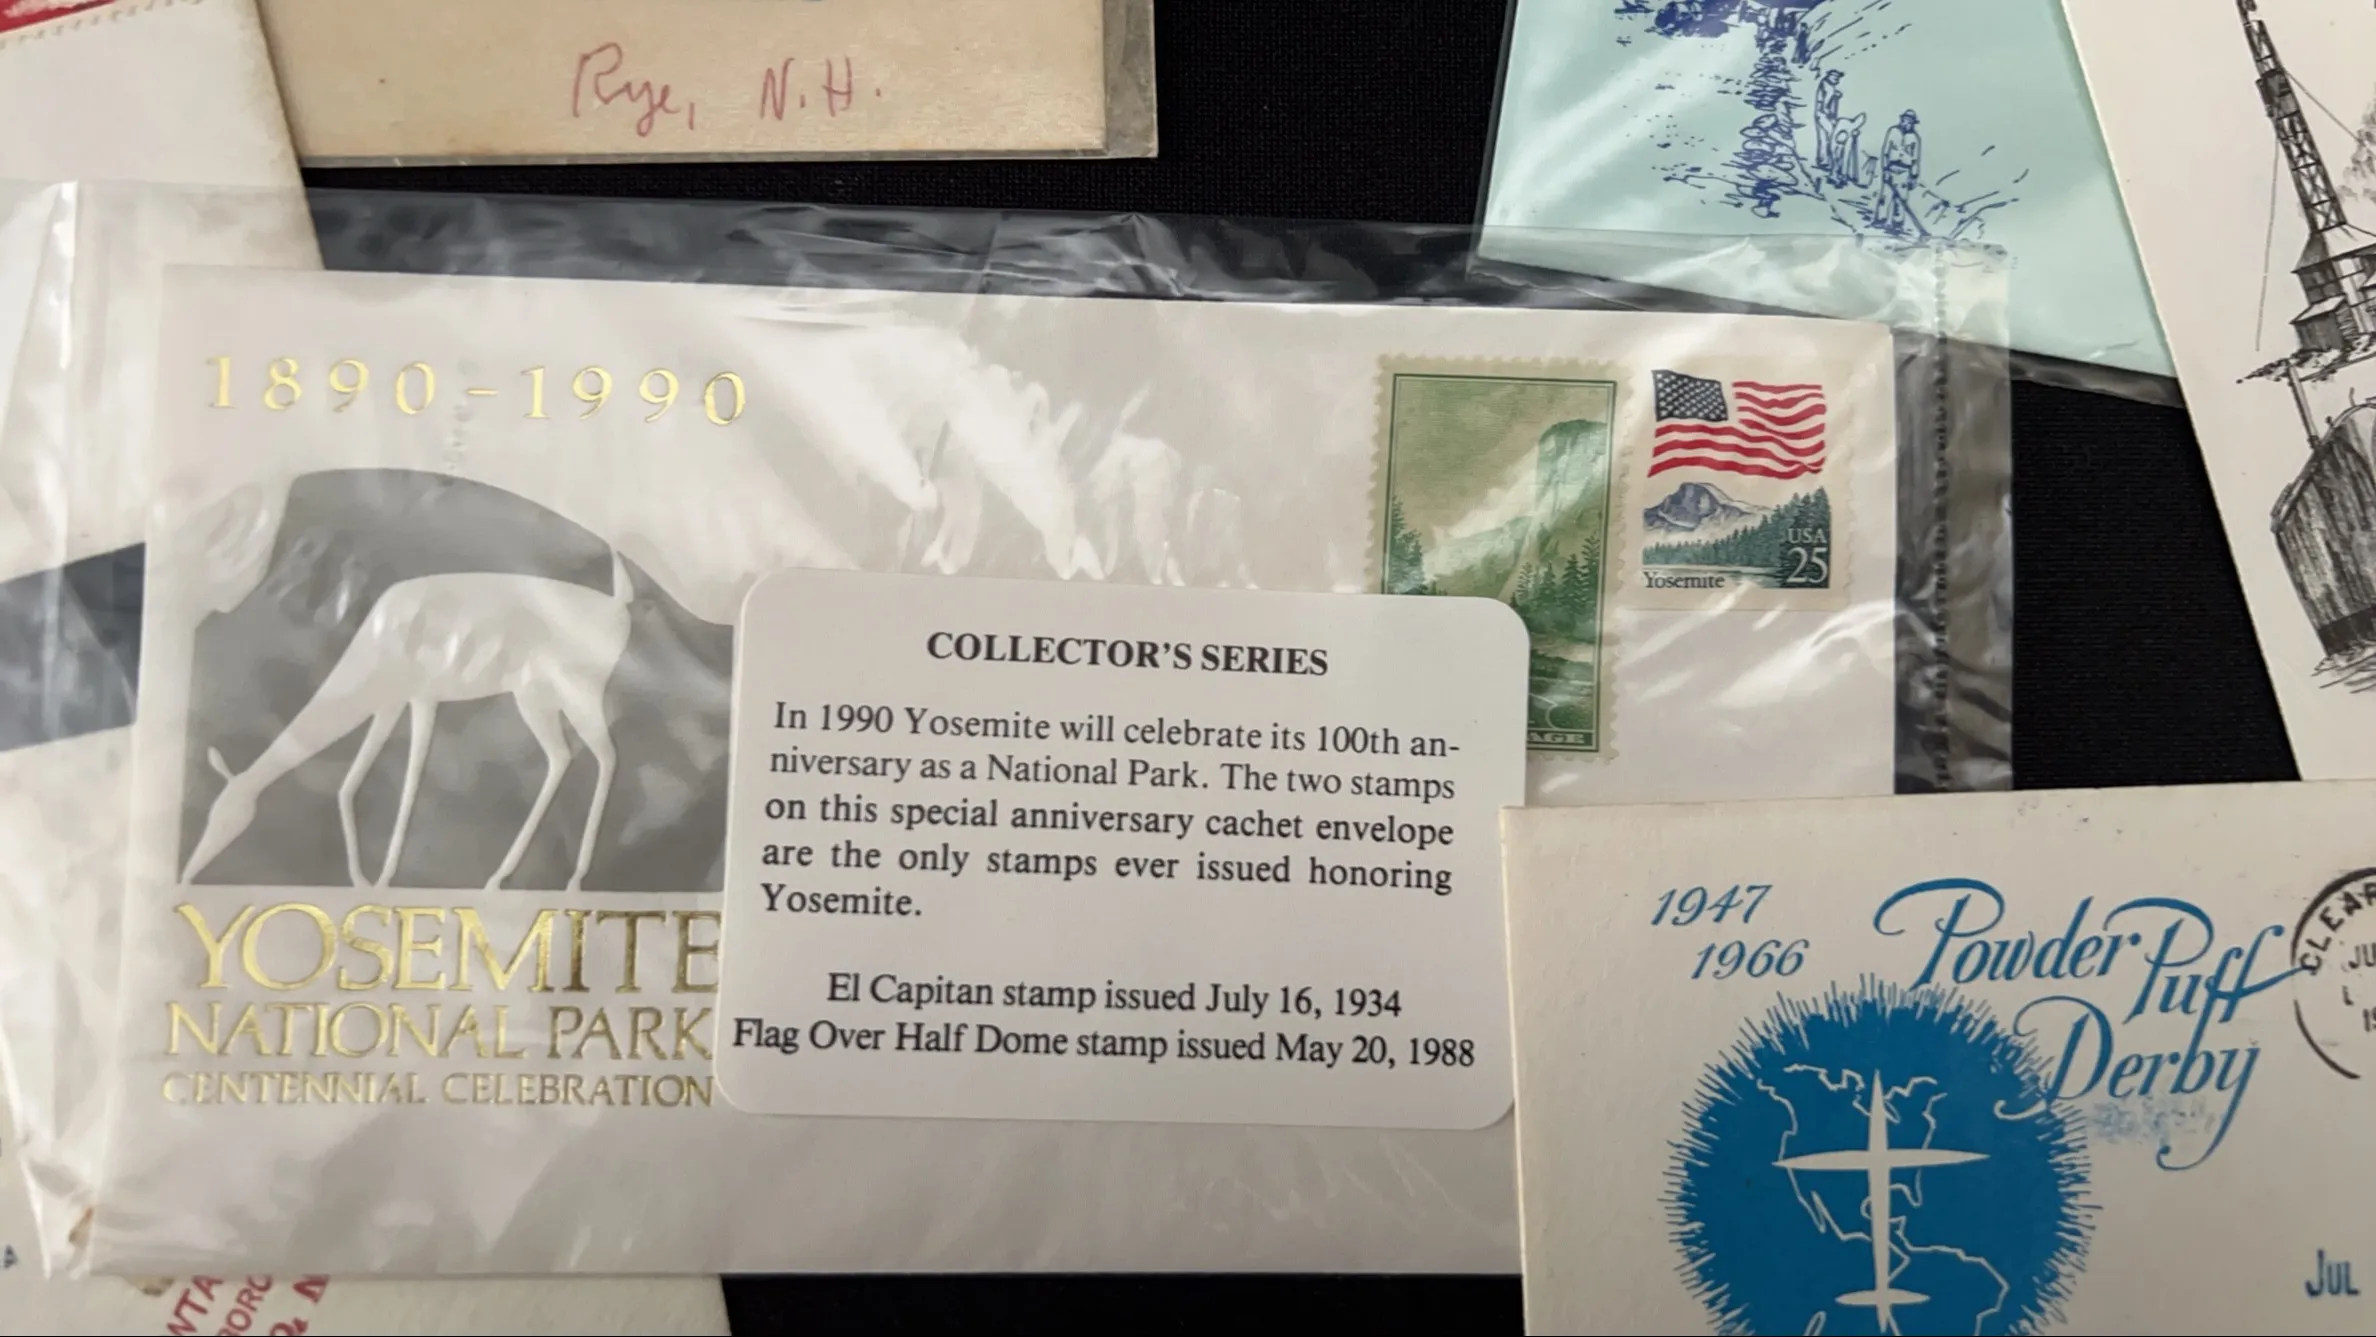 Rye, N.H.
1890-1990
USA
25
Yosemite
YOSEMITE
NATIONAL PARK
CENTENNIAL CELEBRATION
COLLECTOR'S SERIES
In 1990 Yosemite will celebrate its 100th an-
niversary as a National Park. The two stamps
on this special anniversary cachet envelope
are the only stamps ever issued honoring
Yosemite.
El Capitan stamp issued July 16, 1934
Flag Over Half Dome stamp issued May 20, 1988
1947
1966
Powder Puff
Derby
CLEAR
JU
JUL